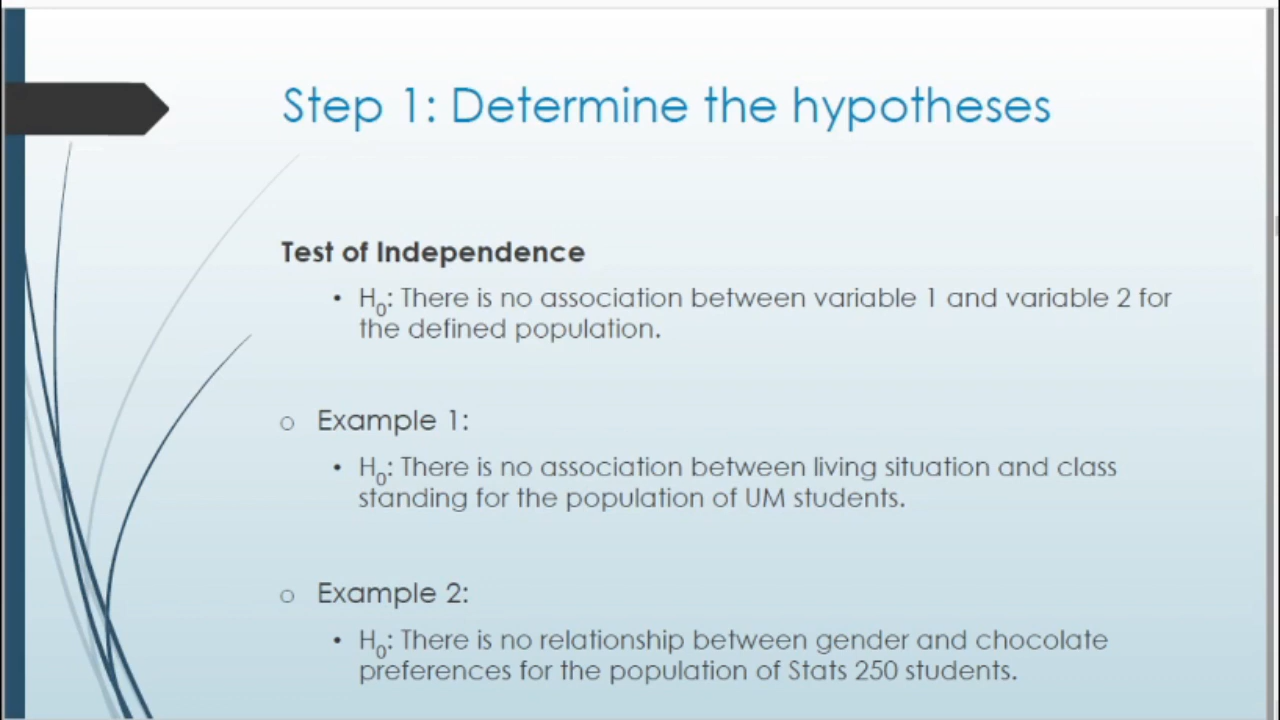 Step 1: Determine the hypotheses
Test of Independence
• H0: There is no association between variable 1 and variable 2 for
the defined population.
o Example 1:
• H0: There is no association between living situation and class
standing for the population of UM students.
o Example 2:
• H0: There is no relationship between gender and chocolate
preferences for the population of Stats 250 students.